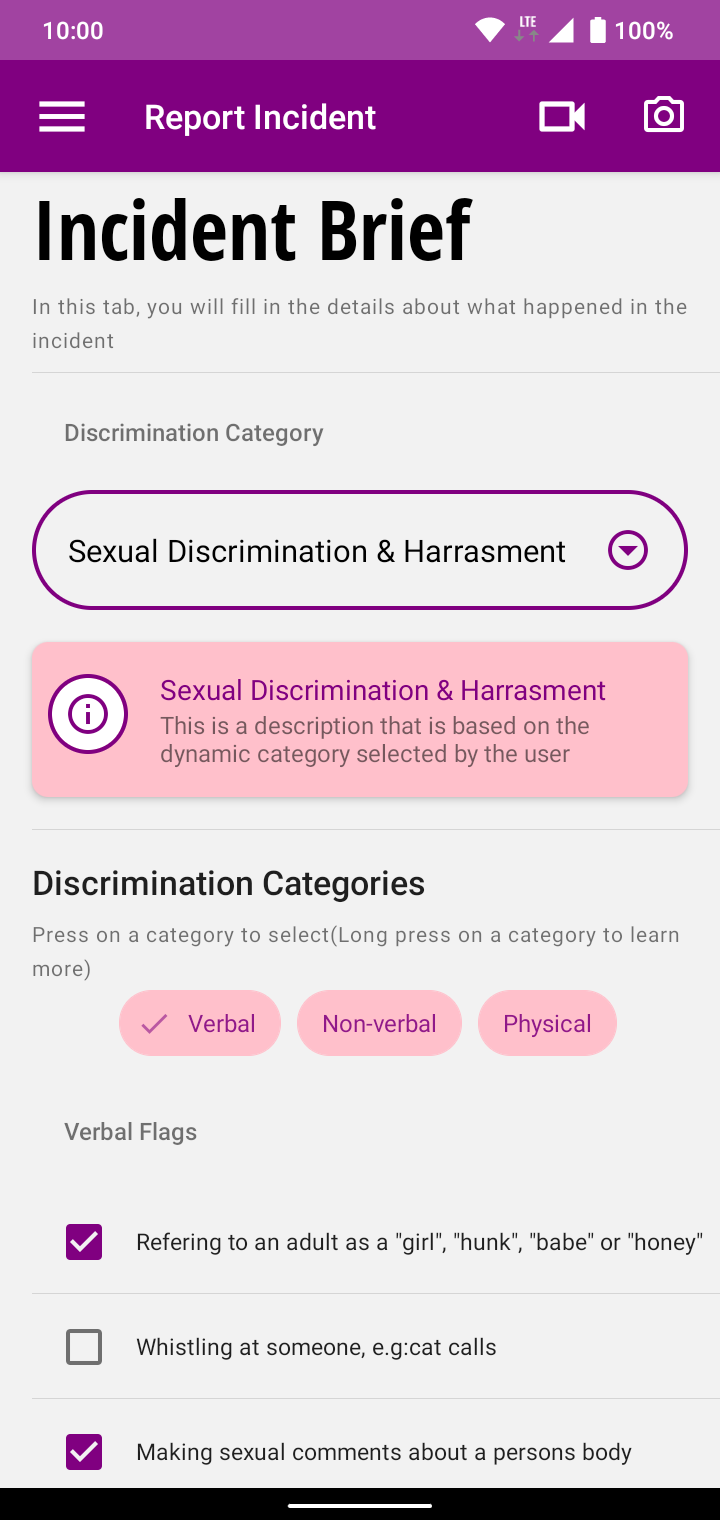 10:00 LTE 100%
Report Incident
Incident Brief
In this tab, you will fill in the details about what happened in the
incident
Discrimination Category
Sexual Discrimination & Harrasment
Sexual Discrimination & Harrasment
This is a description that is based on the
dynamic category selected by the user
Discrimination Categories
Press on a category to select(Long press on a category to learn
more)
Verbal Non-verbal Physical
Verbal Flags
Refering to an adult as a "girl", "hunk", "babe" or "honey"
Whistling at someone, e.g:cat calls
Making sexual comments about a persons body